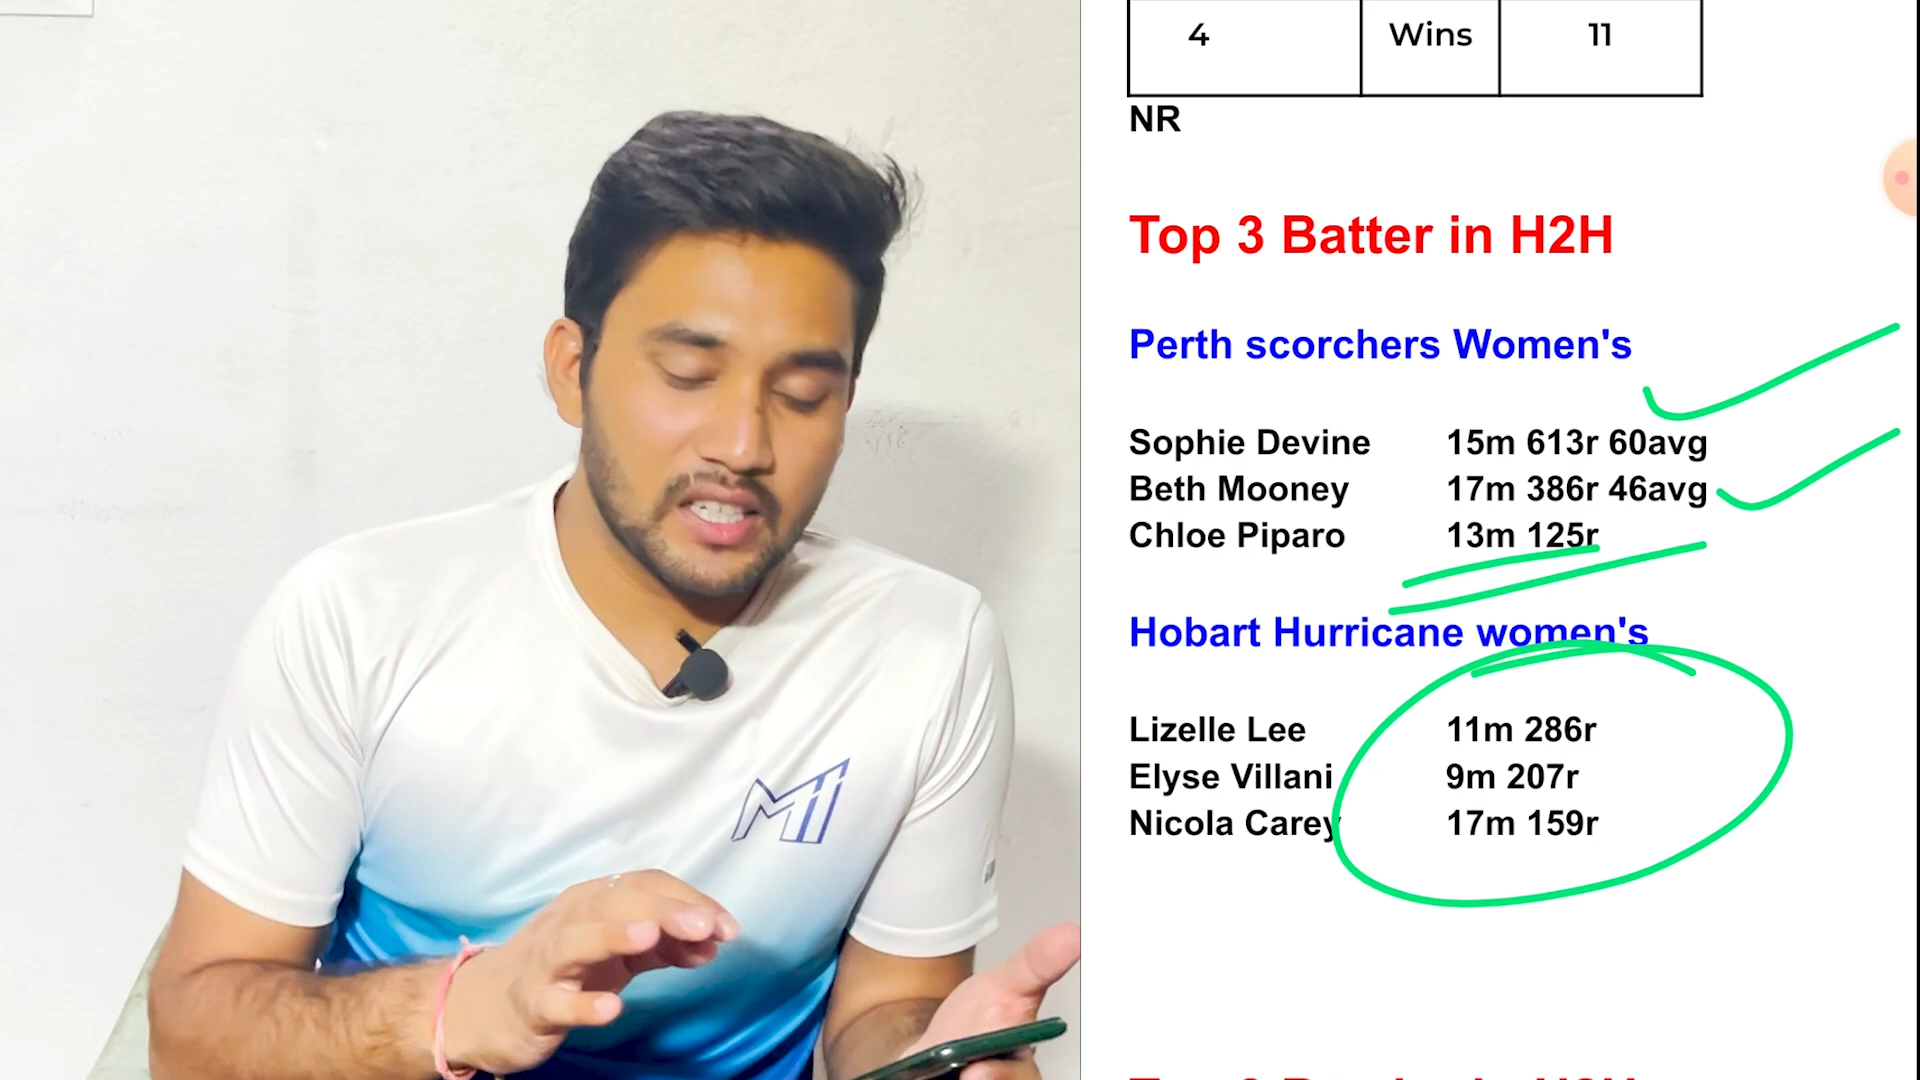 4 Wins 11
NR
Top 3 Batter in H2H
Perth scorchers Women's
Sophie Devine 15m 613r 60avg
Beth Mooney 17m 386r 46avg
Chloe Piparo 13m 125r
Hobart Hurricane women's
Lizelle Lee 11m 286r
Elyse Villani 9m 207r
Nicola Carey 17m 159r